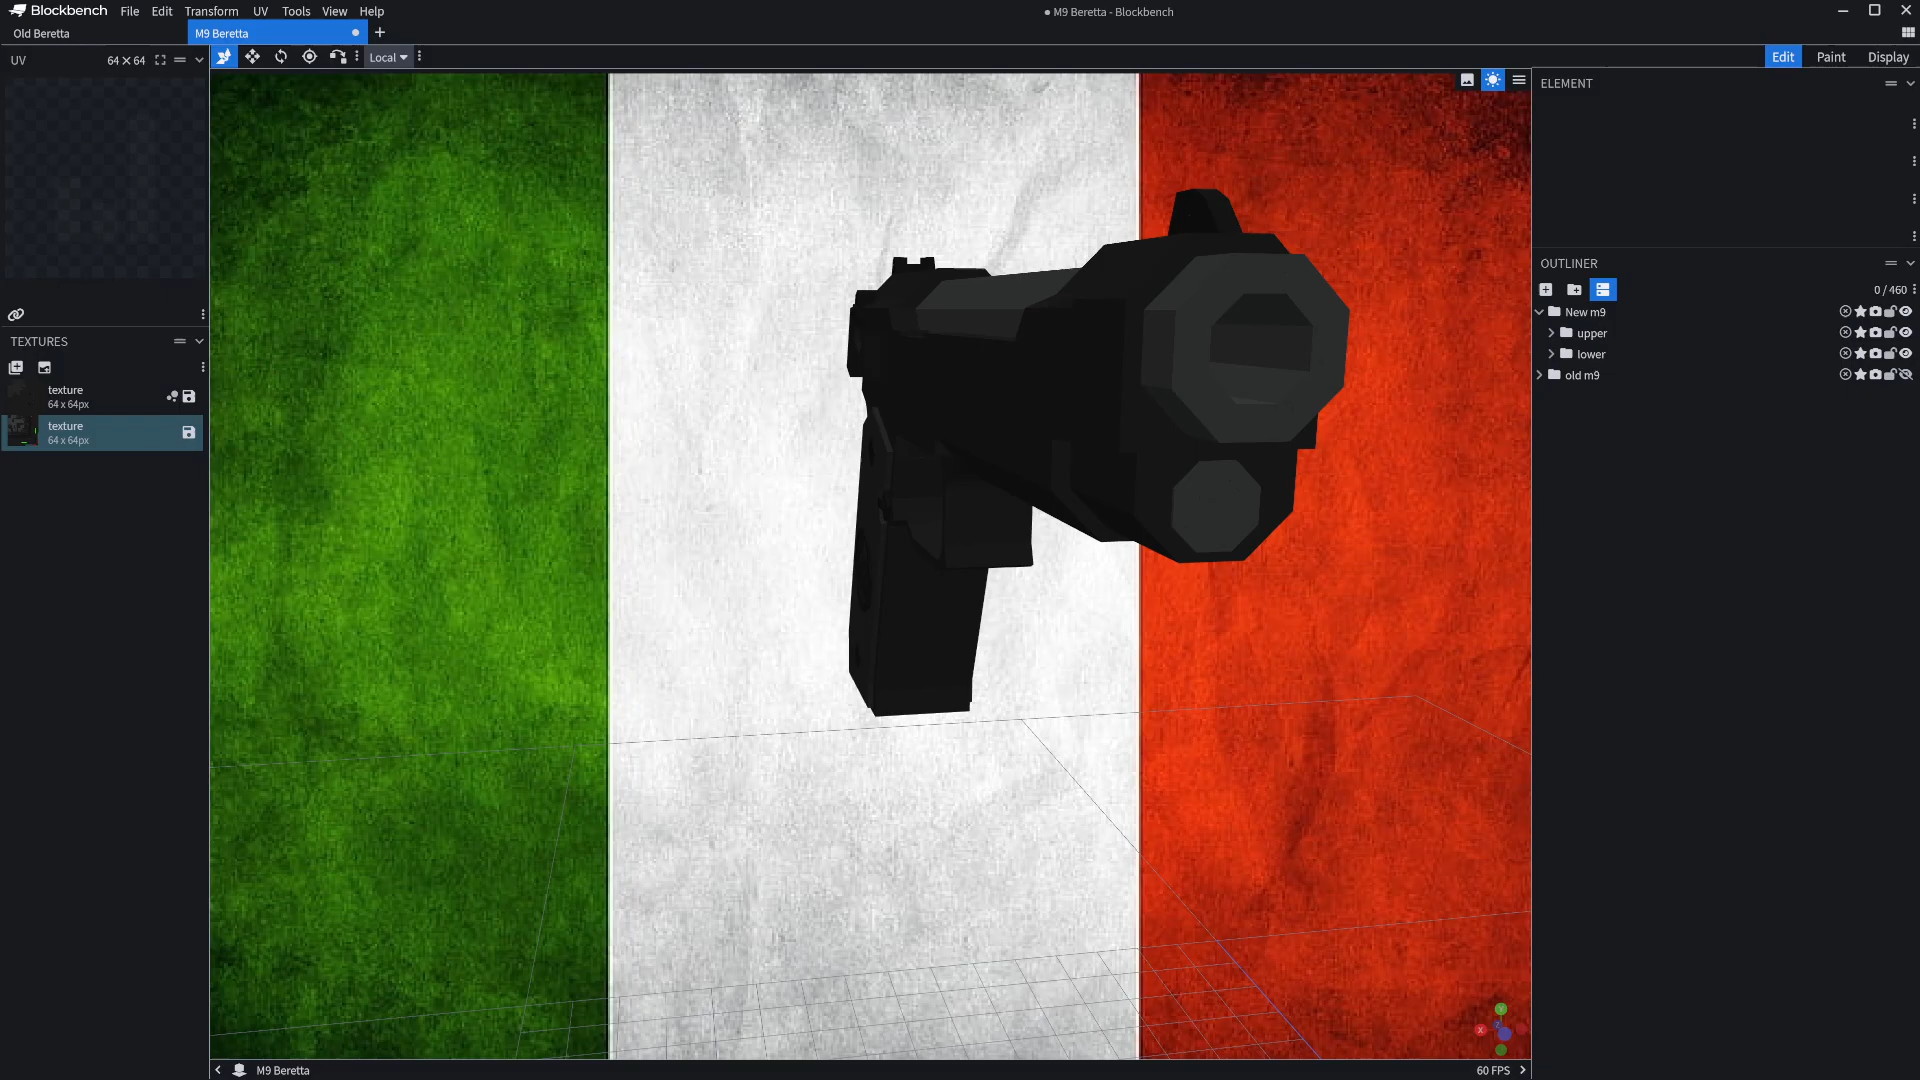 Blockbench File Edit Transform UV Tools View Help
● M9 Beretta - Blockbench
Old Beretta
M9 Beretta
UV 64 × 64
Local
Edit Paint Display
ELEMENT
OUTLINER
0 / 460
New m9
upper
lower
old m9
TEXTURES
texture
64 x 64px
texture
64 x 64px
Y
X
Z
M9 Beretta
60 FPS